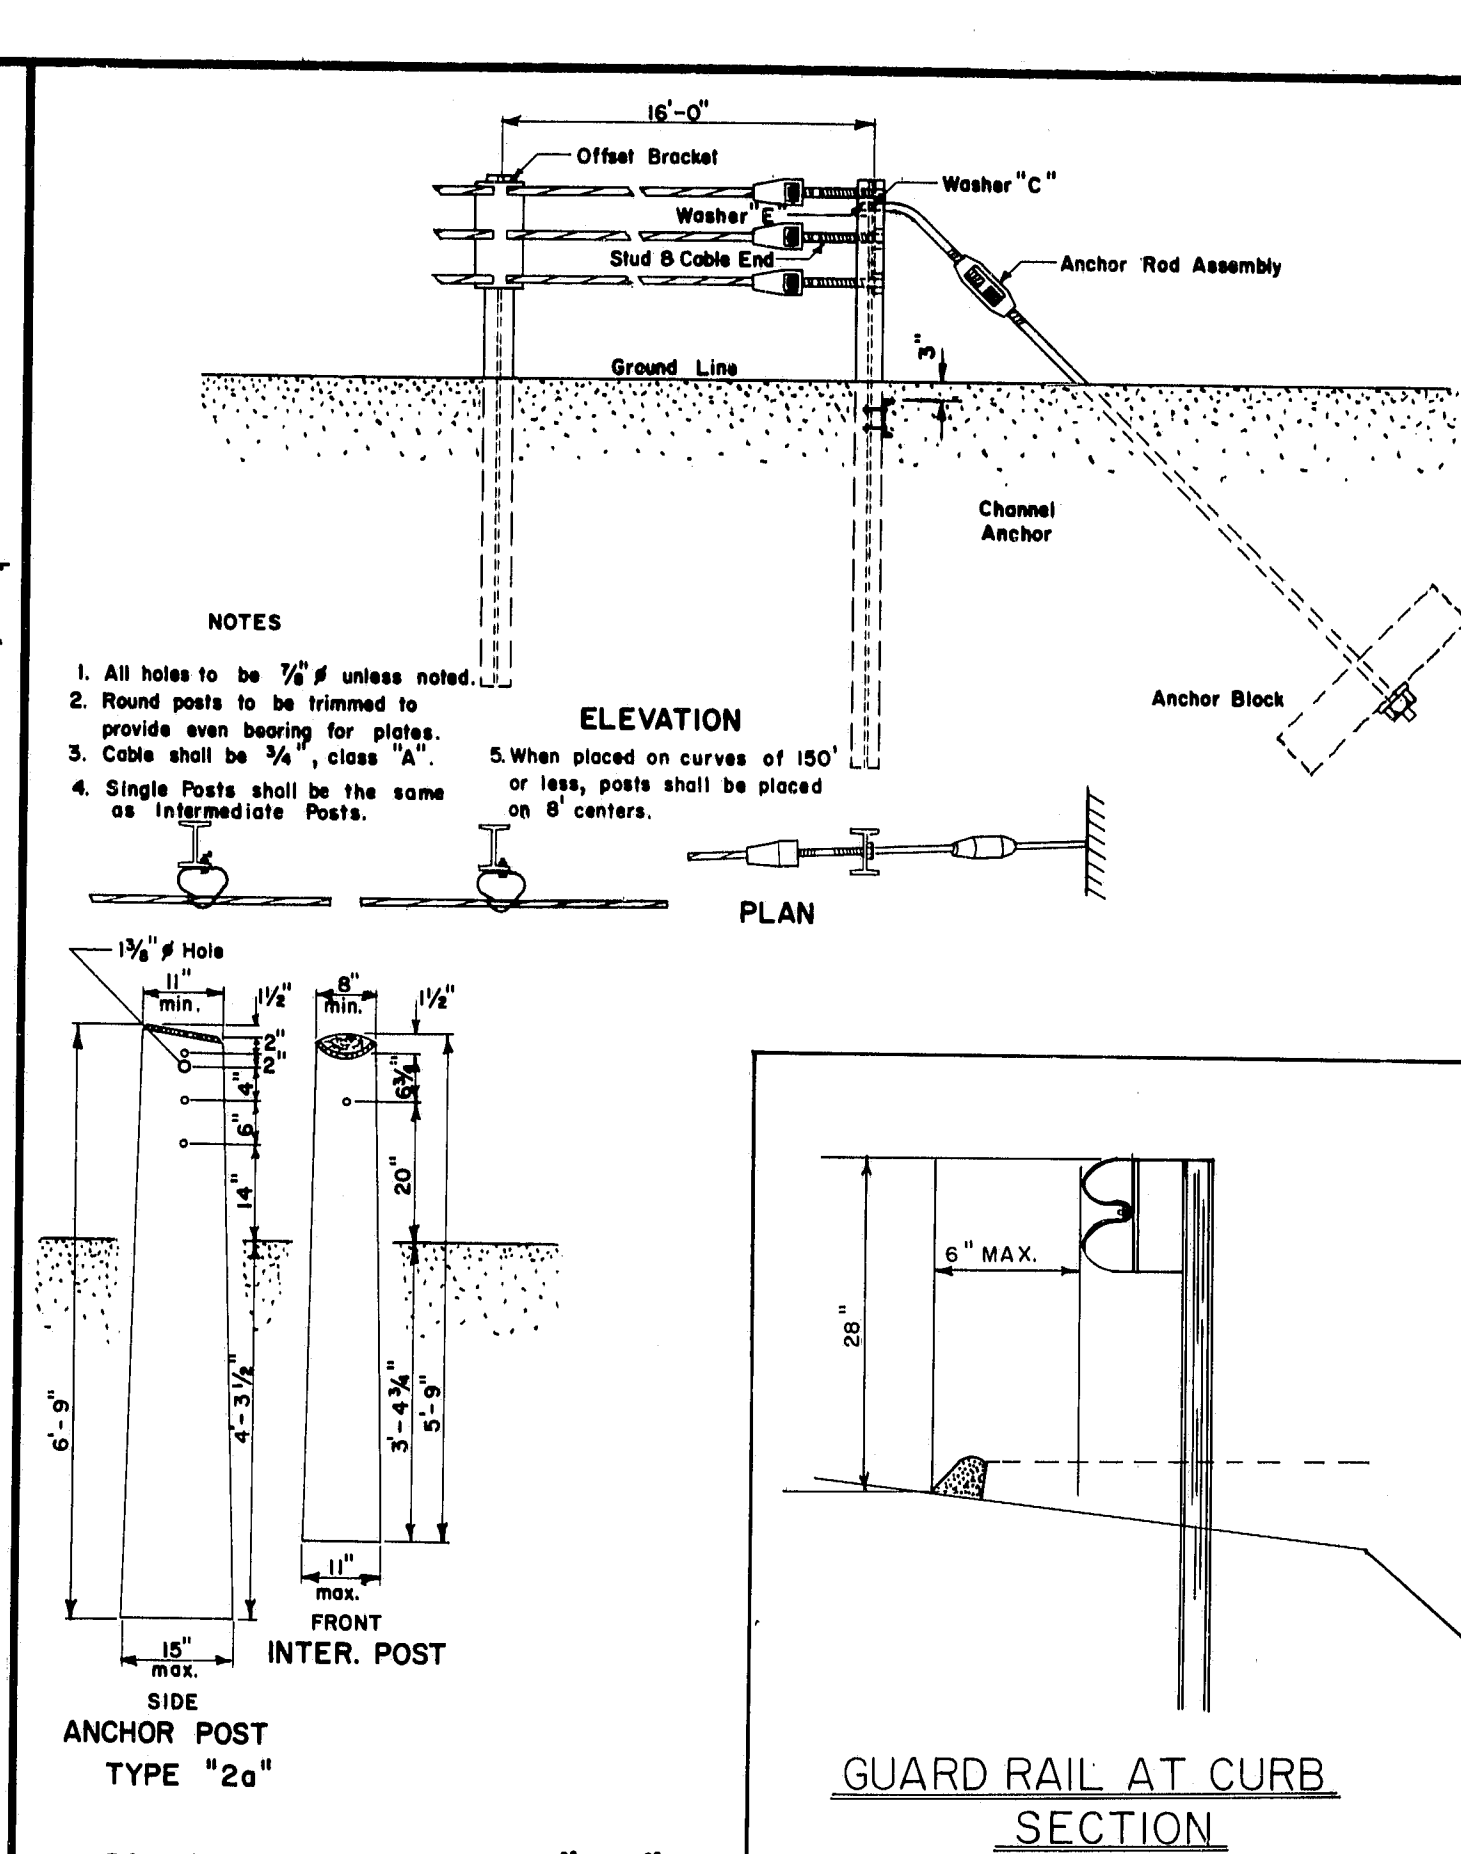 16'-0"
Offset Bracket
Washer "C"
Washer "E"
Stud & Cable End
Anchor Rod Assembly
3"
Ground Line
Channel
Anchor
Anchor Block
NOTES
1. All holes to be 7/8" ø unless noted.
2. Round posts to be trimmed to
provide even bearing for plates.
3. Cable shall be 3/4", class "A".
4. Single Posts shall be the same
as Intermediate Posts.
ELEVATION
5. When placed on curves of 150'
or less, posts shall be placed
on 8' centers.
PLAN
1 3/8" ø Hole
11"
min.
1 1/2"
2"
2"
4"
6"
14"
6'-9"
4'-3 1/2"
15"
max.
SIDE
ANCHOR POST
TYPE "2a"
8"
min.
1 1/2"
6 3/4"
20"
3'-4 3/4"
5'-9"
11"
max.
FRONT
INTER. POST
6" MAX.
28"
GUARD RAIL AT CURB
SECTION